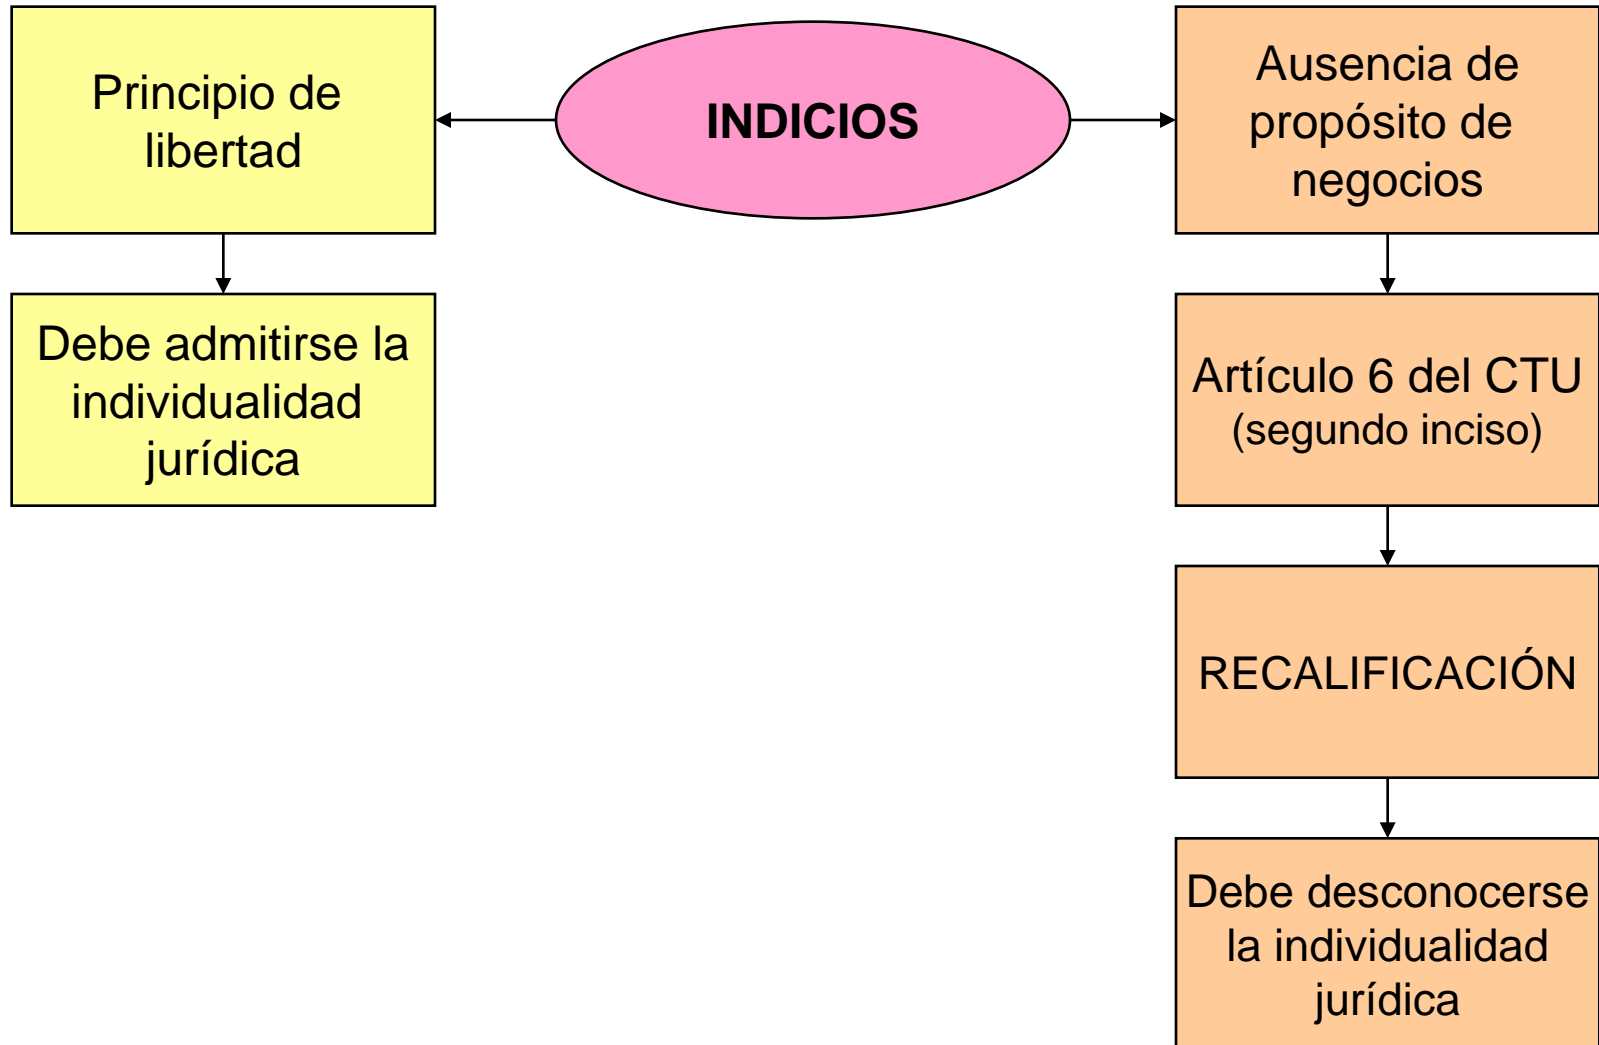 Principio de
libertad
INDICIOS
Ausencia de
propósito de
negocios
Debe admitirse la
individualidad
jurídica
Artículo 6 del CTU
(segundo inciso)
RECALIFICACIÓN
Debe desconocerse
la individualidad
jurídica